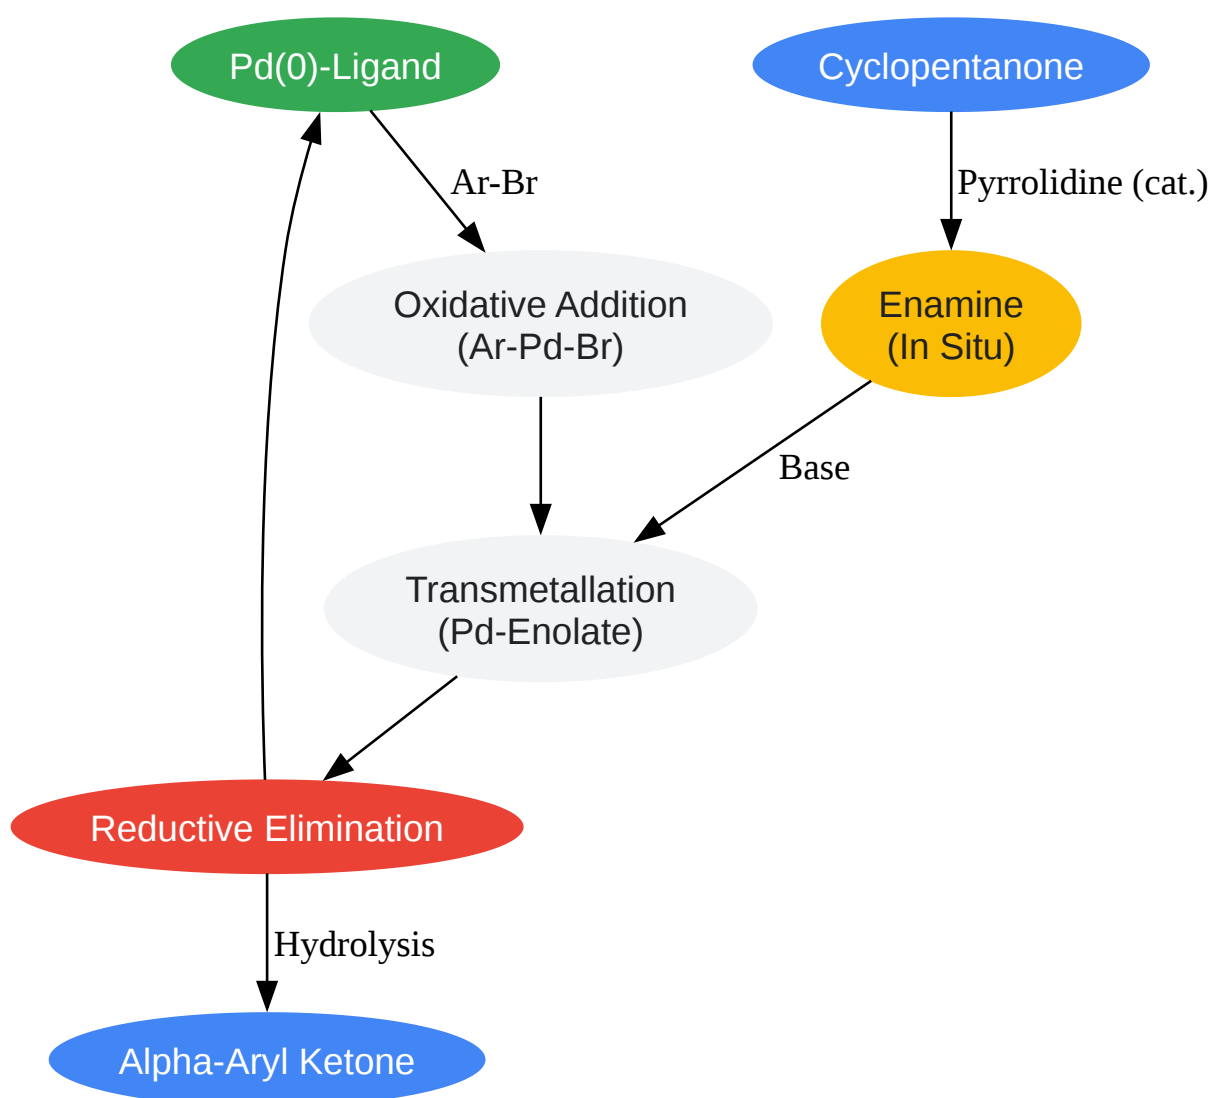 Pd(0)-Ligand
Cyclopentanone
Ar-Br
Pyrrolidine (cat.)
Oxidative Addition
(Ar-Pd-Br)
Enamine
(In Situ)
Base
Transmetallation
(Pd-Enolate)
Reductive Elimination
Hydrolysis
Alpha-Aryl Ketone